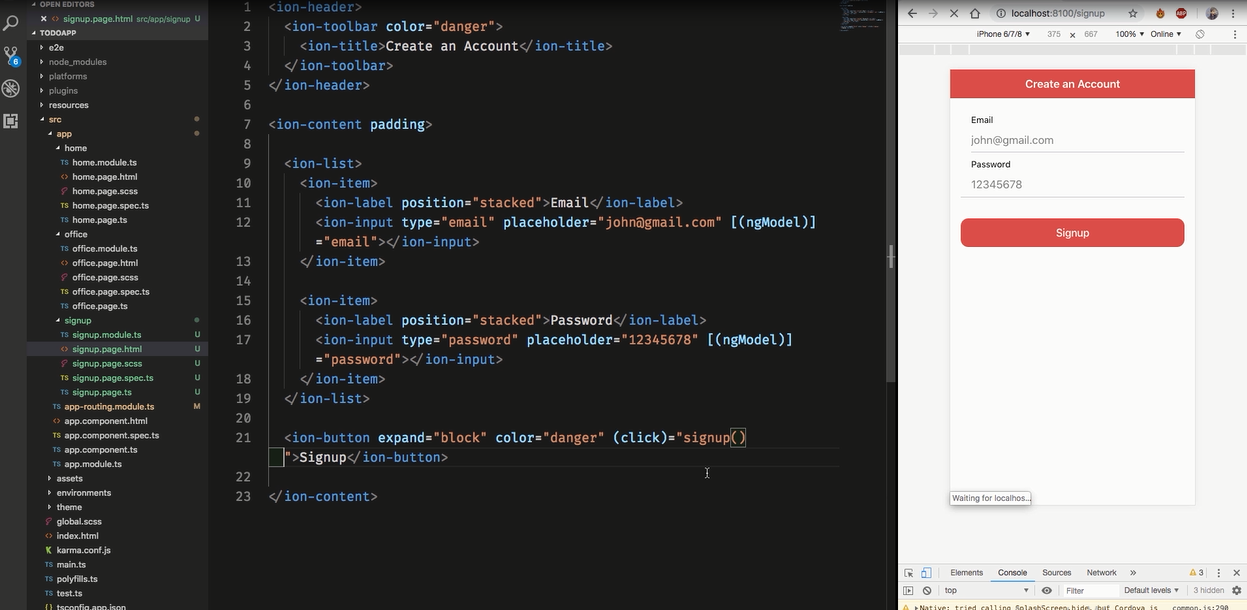 OPEN EDITORS
signup.page.html src/app/signup U
TODOAPP
e2e
node_modules
platforms
plugins
resources
src
app
home
TS home.module.ts
<> home.page.html
home.page.scss
TS home.page.spec.ts
TS home.page.ts
office
TS office.module.ts
<> office.page.html
office.page.scss
TS office.page.spec.ts
TS office.page.ts
signup
TS signup.module.ts U
<> signup.page.html U
signup.page.scss U
TS signup.page.spec.ts U
TS signup.page.ts U
TS app-routing.module.ts M
<> app.component.html
TS app.component.spec.ts
TS app.component.ts
TS app.module.ts
assets
environments
theme
global.scss
<> index.html
karma.conf.js
TS main.ts
TS polyfills.ts
TS test.ts
{} tsconfig.app.json
6
1 <ion-header>
2 <ion-toolbar color="danger">
3 <ion-title>Create an Account</ion-title>
4 </ion-toolbar>
5 </ion-header>
6
7 <ion-content padding>
8
9 <ion-list>
10 <ion-item>
11 <ion-label position="stacked">Email</ion-label>
12 <ion-input type="email" placeholder="john@gmail.com" [(ngModel)]
="email"></ion-input>
13 </ion-item>
14
15 <ion-item>
16 <ion-label position="stacked">Password</ion-label>
17 <ion-input type="password" placeholder="12345678" [(ngModel)]
="password"></ion-input>
18 </ion-item>
19 </ion-list>
20
21 <ion-button expand="block" color="danger" (click)="signup()
">Signup</ion-button>
22
23 </ion-content>
localhost:8100/signup
ABP
iPhone 6/7/8 375 × 667 100% Online
Create an Account
Email
john@gmail.com
Password
12345678
Signup
Waiting for localhos...
Elements Console Sources Network » 3
top Filter Default levels 3 hidden
Native: tried calling SplashScreen.hide, but Cordova is common.js:290